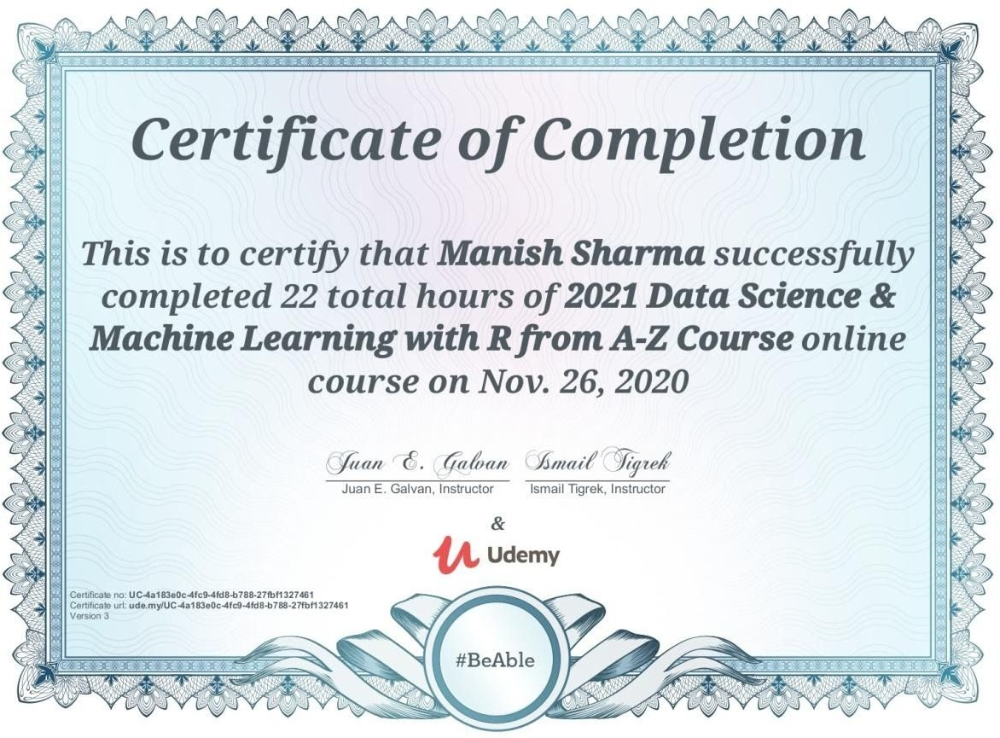 Certificate of Completion
This is to certify that Manish Sharma successfully
completed 22 total hours of 2021 Data Science &
Machine Learning with R from A-Z Course online
course on Nov. 26, 2020
Juan E. Galvan Ismail Tigrek
Juan E. Galvan, Instructor Ismail Tigrek, Instructor
&
Udemy
Certificate no: UC-4a183e0c-4fc9-4fd8-b788-27fbf1327461
Certificate url: ude.my/UC-4a183e0c-4fc9-4fd8-b788-27fbf1327461
Version 3
#BeAble